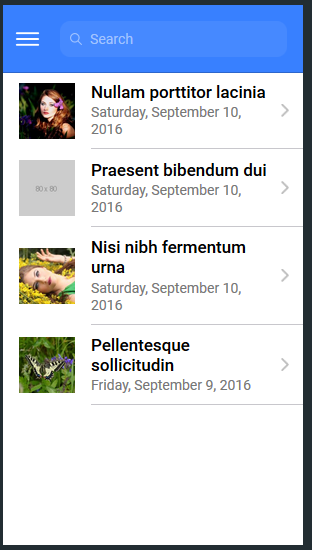 Search
Nullam porttitor lacinia
Saturday, September 10,
2016
80 x 80
Praesent bibendum dui
Saturday, September 10,
2016
Nisi nibh fermentum
urna
Saturday, September 10,
2016
Pellentesque
sollicitudin
Friday, September 9, 2016